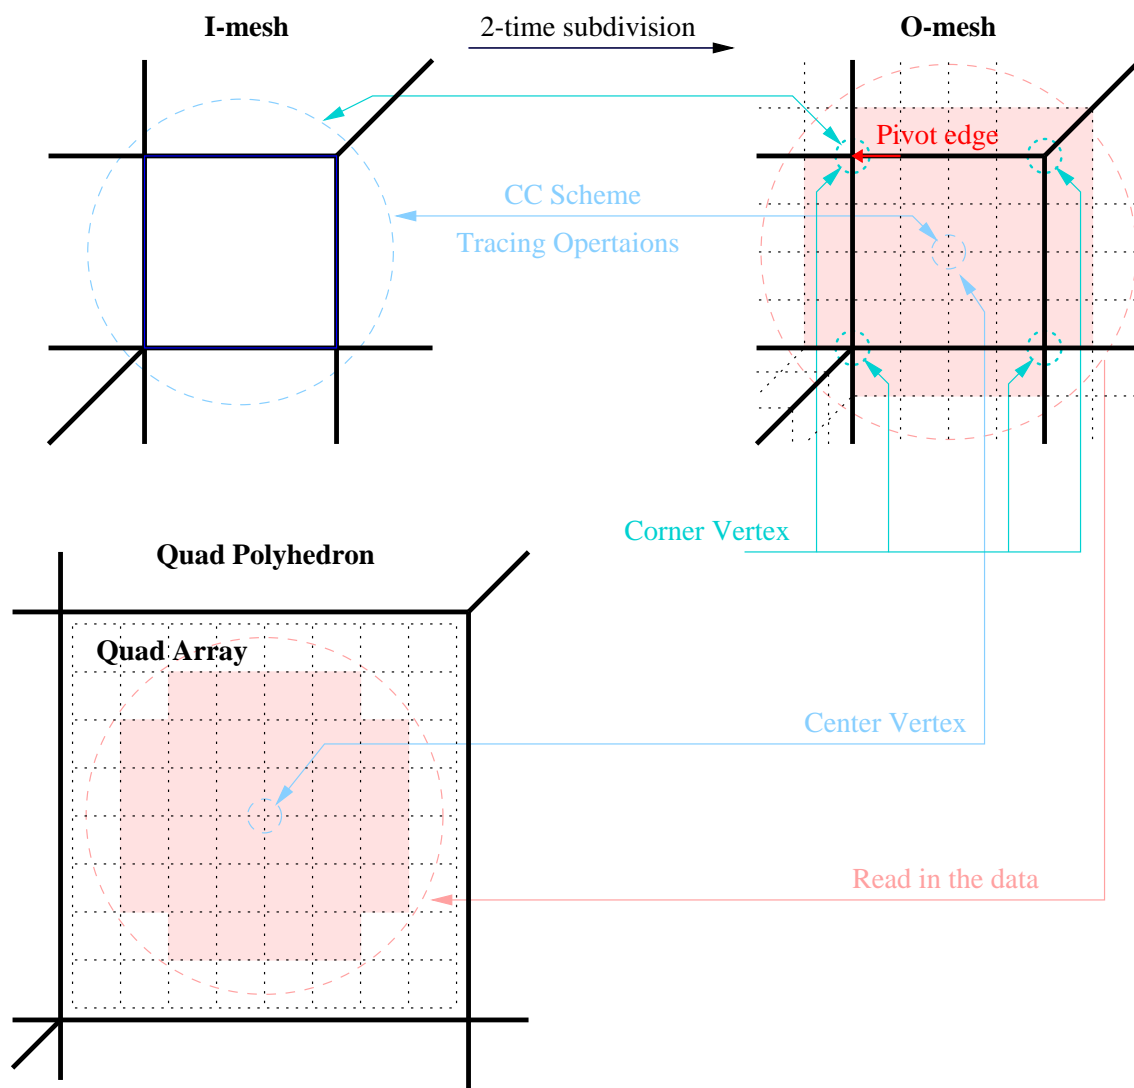 I-mesh
2-time subdivision
O-mesh
Pivot edge
CC Scheme
Tracing Opertaions
Corner Vertex
Quad Polyhedron
Quad Array
Center Vertex
Read in the data